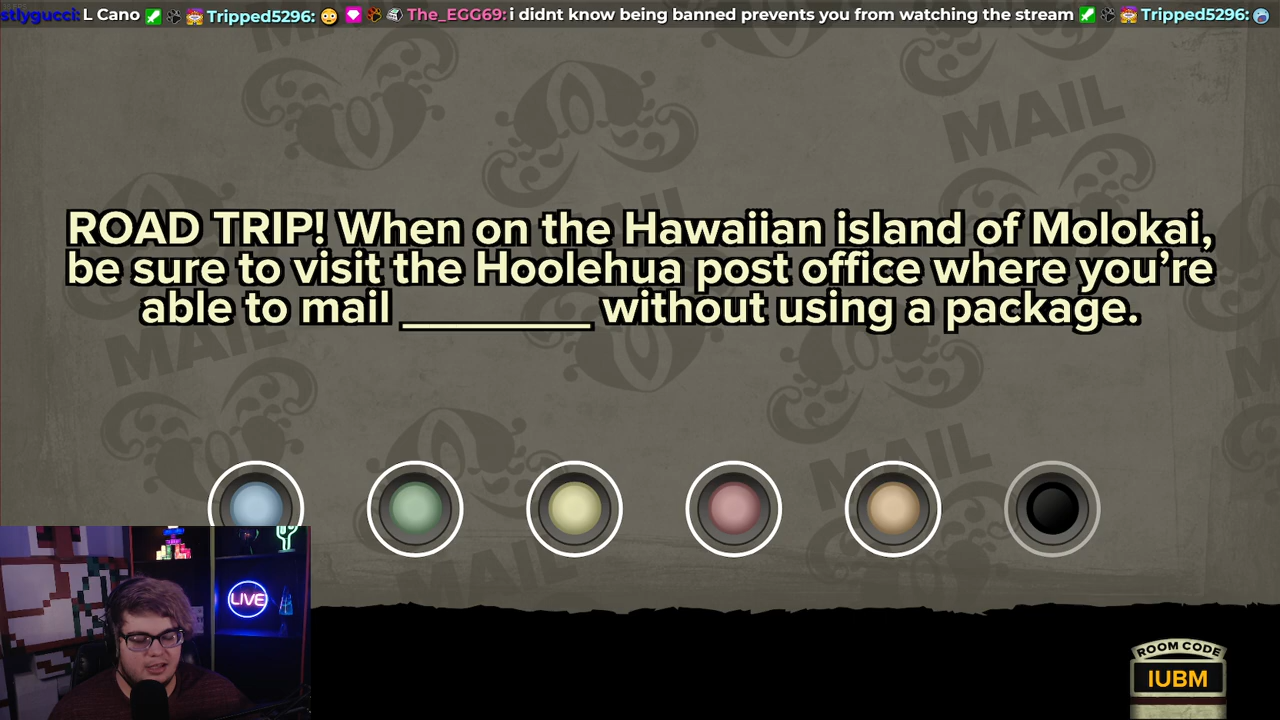 stlygucci: L Cano Tripped5296: The_EGG69: i didnt know being banned prevents you from watching the stream Tripped5296:
MAIL
MAIL
ROAD TRIP! When on the Hawaiian island of Molokai,
be sure to visit the Hoolehua post office where you're
able to mail ________ without using a package.
MAIL
MAIL
LIVE
ROOM CODE
IUBM